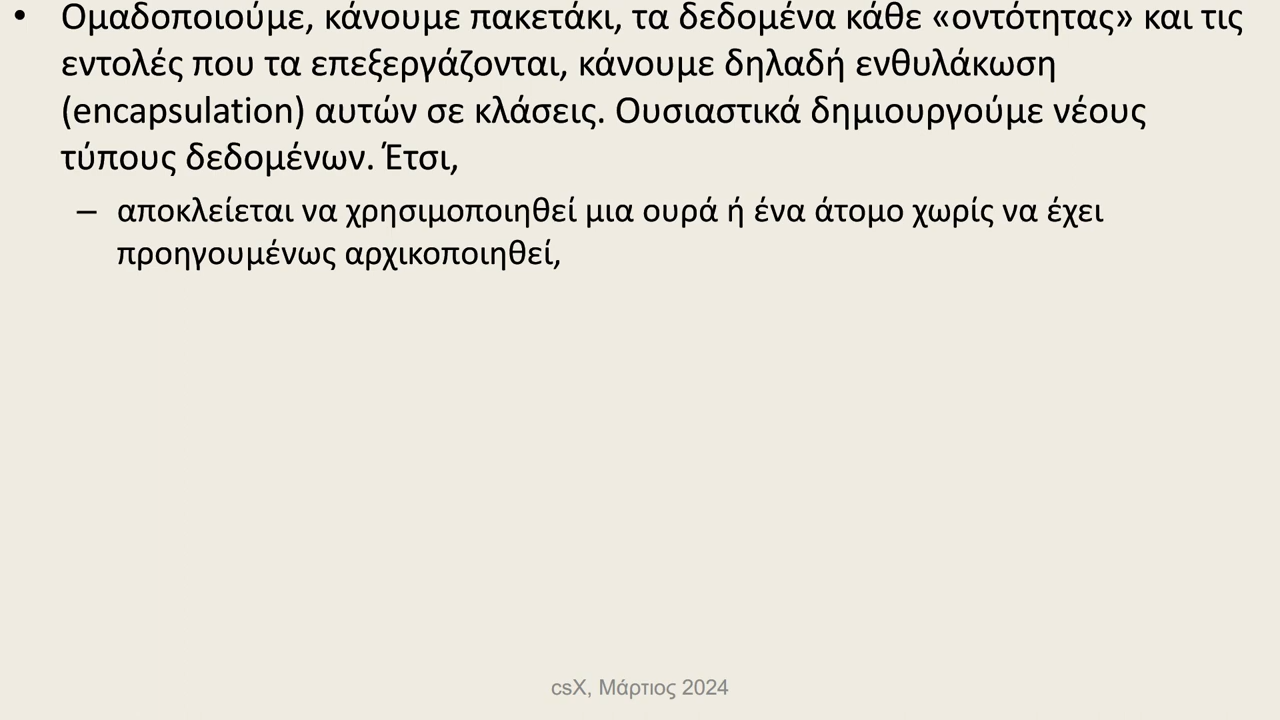 • Ομαδοποιούμε, κάνουμε πακετάκι, τα δεδομένα κάθε «οντότητας» και τις
εντολές που τα επεξεργάζονται, κάνουμε δηλαδή ενθυλάκωση
(encapsulation) αυτών σε κλάσεις. Ουσιαστικά δημιουργούμε νέους
τύπους δεδομένων. Έτσι,
– αποκλείεται να χρησιμοποιηθεί μια ουρά ή ένα άτομο χωρίς να έχει
προηγουμένως αρχικοποιηθεί,
csX, Μάρτιος 2024